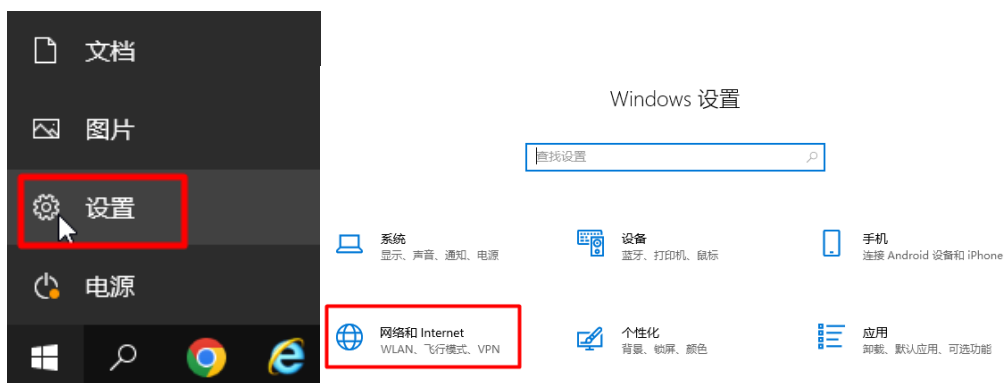 文档
图片
设置
电源
Windows 设置
查找设置
系统
显示、声音、通知、电源
设备
蓝牙、打印机、鼠标
手机
连接 Android 设备和 iPhone
网络和 Internet
WLAN、飞行模式、VPN
个性化
背景、锁屏、颜色
应用
卸载、默认应用、可选功能